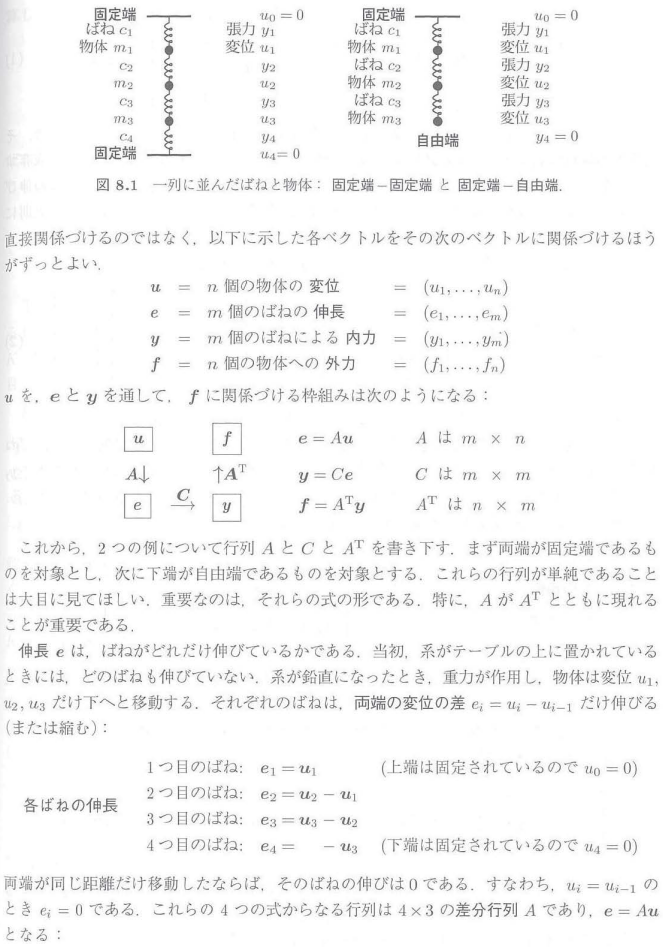 固定端 u₀ = 0 固定端 u₀ = 0
ばね c₁ 張力 y₁ ばね c₁ 張力 y₁
物体 m₁ 変位 u₁ 物体 m₁ 変位 u₁
c₂ y₂ ばね c₂ 張力 y₂
m₂ u₂ 物体 m₂ 変位 u₂
c₃ y₃ ばね c₃ 張力 y₃
m₃ u₃ 物体 m₃ 変位 u₃
c₄ y₄ 自由端 y₄ = 0
固定端 u₄ = 0
図 8.1 一列に並んだばねと物体: 固定端－固定端 と 固定端－自由端.
直接関係づけるのではなく，以下に示した各ベクトルをその次のベクトルに関係づけるほう
がずっとよい．
u = n 個の物体の 変位 = (u₁, …, uₙ)
e = m 個のばねの 伸長 = (e₁, …, eₘ)
y = m 個のばねによる 内力 = (y₁, …, yₘ)
f = n 個の物体への 外力 = (f₁, …, fₙ)
u を，e と y を通して，f に関係づける枠組みは次のようになる：
u f e = Au A は m × n
A↓ ↑Aᵀ y = Ce C は m × m
e C→ y f = Aᵀy Aᵀ は n × m
これから，2 つの例について行列 A と C と Aᵀ を書き下す．まず両端が固定端であるも
のを対象とし，次に下端が自由端であるものを対象とする．これらの行列が単純であること
は大目に見てほしい．重要なのは，それらの式の形である．特に，A が Aᵀ とともに現れる
ことが重要である．
伸長 e は，ばねがどれだけ伸びているかである．当初，系がテーブルの上に置かれている
ときには，どのばねも伸びていない．系が鉛直になったとき，重力が作用し，物体は変位 u₁,
u₂, u₃ だけ下へと移動する．それぞれのばねは，両端の変位の差 eᵢ = uᵢ − uᵢ₋₁ だけ伸びる
(または縮む)：
1 つ目のばね: e₁ = u₁ (上端は固定されているので u₀ = 0)
各ばねの伸長 2 つ目のばね: e₂ = u₂ − u₁
3 つ目のばね: e₃ = u₃ − u₂
4 つ目のばね: e₄ = − u₃ (下端は固定されているので u₄ = 0)
両端が同じ距離だけ移動したならば，そのばねの伸びは 0 である．すなわち，uᵢ = uᵢ₋₁ の
とき eᵢ = 0 である．これらの 4 つの式からなる行列は 4×3 の差分行列 A であり，e = Au
となる：